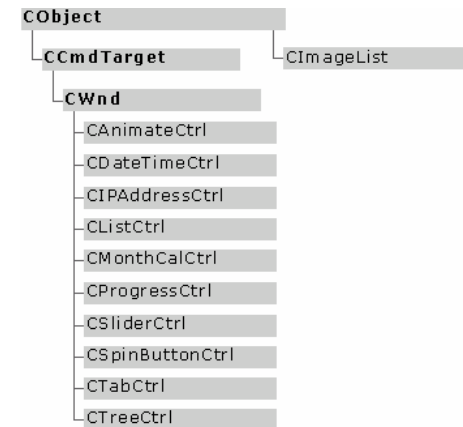 CObject
CCmdTarget
CImageList
CWnd
CAnimateCtrl
CDateTimeCtrl
CIPAddressCtrl
CListCtrl
CMonthCalCtrl
CProgressCtrl
CSliderCtrl
CSpinButtonCtrl
CTabCtrl
CTreeCtrl